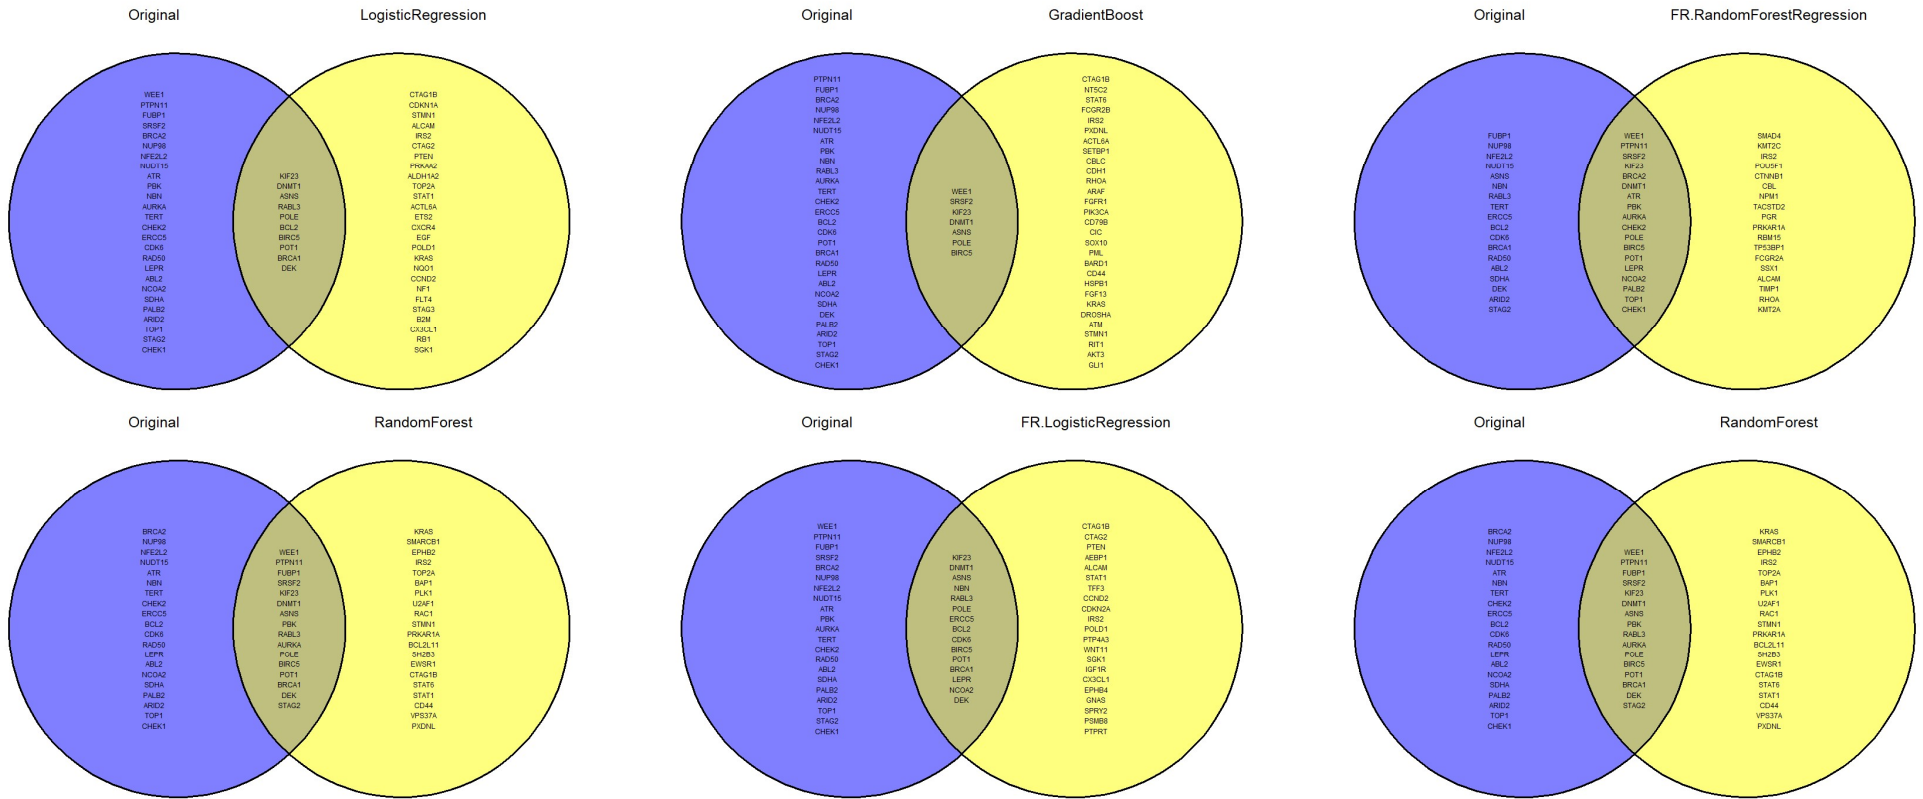 Original
LogisticRegression
WEE1
PTPN11
FUBP1
SRSF2
BRCA2
NUP98
NFE2L2
NUDT15
ATR
PBK
NBN
AURKA
TERT
CHEK2
ERCC5
CDK6
RAD50
LEPR
ABL2
NCOA2
SDHA
PALB2
ARID2
TOP1
STAG2
CHEK1
KIF23
DNMT1
ASNS
RABL3
POLE
BCL2
BIRC5
POT1
BRCA1
DEK
CTAG1B
CDKN1A
STMN1
ALCAM
IRS2
CTAG2
PTEN
PRKAA2
ALDH1A2
TOP2A
STAT1
ACTL6A
ETS2
CXCR4
EGF
POLD1
KRAS
NQO1
CCND2
NF1
FLT4
STAG3
B2M
CX3CL1
RB1
SGK1
Original
GradientBoost
PTPN11
FUBP1
BRCA2
NUP98
NFE2L2
NUDT15
ATR
PBK
NBN
RABL3
AURKA
TERT
CHEK2
ERCC5
BCL2
CDK6
POT1
BRCA1
RAD50
LEPR
ABL2
NCOA2
SDHA
DEK
PALB2
ARID2
TOP1
STAG2
CHEK1
WEE1
SRSF2
KIF23
DNMT1
ASNS
POLE
BIRC5
CTAG1B
NT5C2
STAT6
FCGR2B
IRS2
PXDNL
ACTL6A
SETBP1
CBLC
CDH1
RHOA
ARAF
FGFR1
PIK3CA
CD79B
CIC
SOX10
PML
BARD1
CD44
HSPB1
FGF13
KRAS
DROSHA
ATM
STMN1
RIT1
AKT3
GLI1
Original
FR.RandomForestRegression
FUBP1
NUP98
NFE2L2
NUDT15
ASNS
NBN
RABL3
TERT
ERCC5
BCL2
CDK6
BRCA1
RAD50
ABL2
SDHA
DEK
ARID2
STAG2
WEE1
PTPN11
SRSF2
KIF23
BRCA2
DNMT1
ATR
PBK
AURKA
CHEK2
POLE
BIRC5
POT1
LEPR
NCOA2
PALB2
TOP1
CHEK1
SMAD4
KMT2C
IRS2
POU5F1
CTNNB1
CBL
NPM1
TACSTD2
PGR
PRKAR1A
RBM15
TP53BP1
FCGR2A
SSX1
ALCAM
TIMP1
RHOA
KMT2A
Original
RandomForest
BRCA2
NUP98
NFE2L2
NUDT15
ATR
NBN
TERT
CHEK2
ERCC5
BCL2
CDK6
RAD50
LEPR
ABL2
NCOA2
SDHA
PALB2
ARID2
TOP1
CHEK1
WEE1
PTPN11
FUBP1
SRSF2
KIF23
DNMT1
ASNS
PBK
RABL3
AURKA
POLE
BIRC5
POT1
BRCA1
DEK
STAG2
KRAS
SMARCB1
EPHB2
IRS2
TOP2A
BAP1
PLK1
U2AF1
RAC1
STMN1
PRKAR1A
BCL2L11
SH2B3
EWSR1
CTAG1B
STAT6
STAT1
CD44
VPS37A
PXDNL
Original
FR.LogisticRegression
WEE1
PTPN11
FUBP1
SRSF2
BRCA2
NUP98
NFE2L2
NUDT15
ATR
PBK
AURKA
TERT
CHEK2
RAD50
ABL2
SDHA
PALB2
ARID2
TOP1
STAG2
CHEK1
KIF23
DNMT1
ASNS
NBN
RABL3
POLE
ERCC5
BCL2
CDK6
BIRC5
POT1
BRCA1
LEPR
NCOA2
DEK
CTAG1B
CTAG2
PTEN
AEBP1
ALCAM
STAT1
TFF3
CCND2
CDKN2A
IRS2
POLD1
PTP4A3
WNT11
SGK1
IGF1R
CX3CL1
EPHB4
GNAS
SPRY2
PSMB8
PTPRT
Original
RandomForest
BRCA2
NUP98
NFE2L2
NUDT15
ATR
NBN
TERT
CHEK2
ERCC5
BCL2
CDK6
RAD50
LEPR
ABL2
NCOA2
SDHA
PALB2
ARID2
TOP1
CHEK1
WEE1
PTPN11
FUBP1
SRSF2
KIF23
DNMT1
ASNS
PBK
RABL3
AURKA
POLE
BIRC5
POT1
BRCA1
DEK
STAG2
KRAS
SMARCB1
EPHB2
IRS2
TOP2A
BAP1
PLK1
U2AF1
RAC1
STMN1
PRKAR1A
BCL2L11
SH2B3
EWSR1
CTAG1B
STAT6
STAT1
CD44
VPS37A
PXDNL